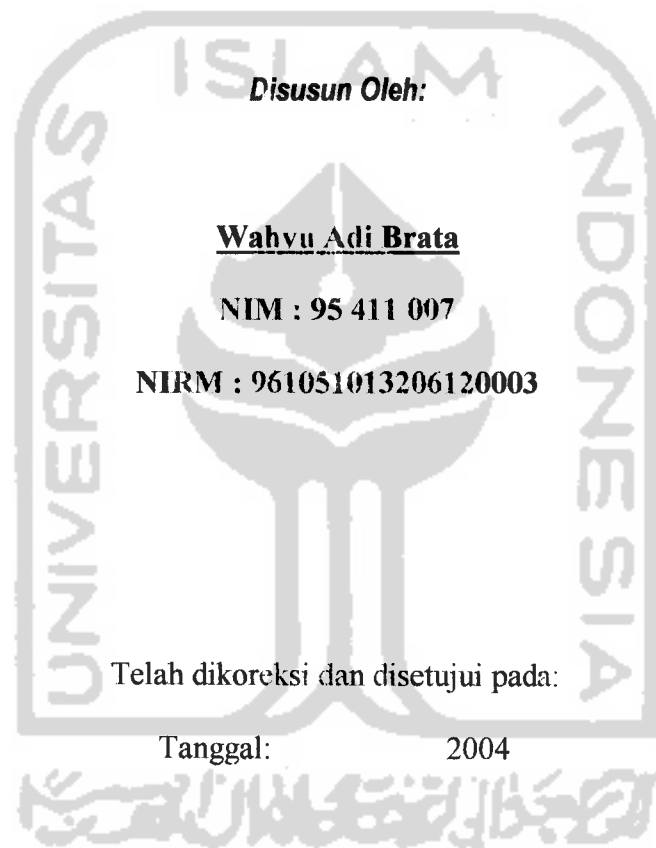 ISLAM
UNIVERSITAS
INDONESIA
Disusun Oleh:
Wahyu Adi Brata
NIM : 95 411 007
NIRM : 961051013206120003
Telah dikoreksi dan disetujui pada:
Tanggal: 2004